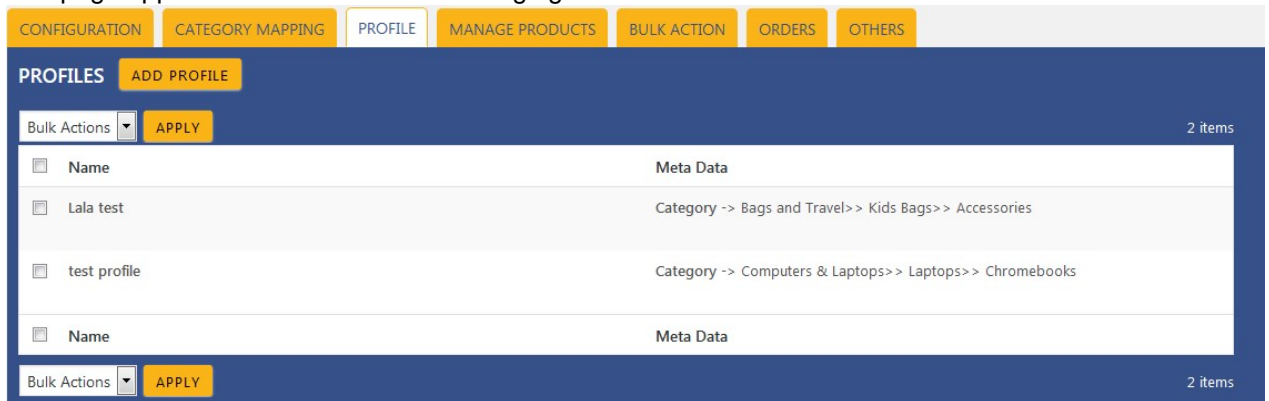 CONFIGURATION CATEGORY MAPPING PROFILE MANAGE PRODUCTS BULK ACTION ORDERS OTHERS
PROFILES ADD PROFILE
Bulk Actions APPLY 2 items
Name Meta Data
Lala test Category -> Bags and Travel>> Kids Bags>> Accessories
test profile Category -> Computers & Laptops>> Laptops>> Chromebooks
Name Meta Data
Bulk Actions APPLY 2 items